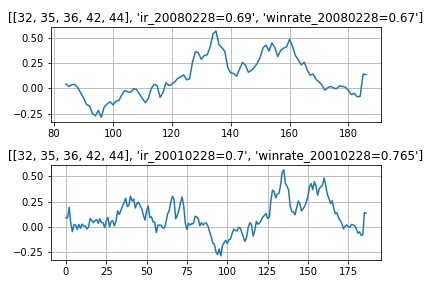 [[32, 35, 36, 42, 44], 'ir_20080228=0.69', 'winrate_20080228=0.67']
0.50
0.25
0.00
−0.25
80 100 120 140 160 180
[[32, 35, 36, 42, 44], 'ir_20010228=0.7', 'winrate_20010228=0.765']
0.50
0.25
0.00
−0.25
0 25 50 75 100 125 150 175